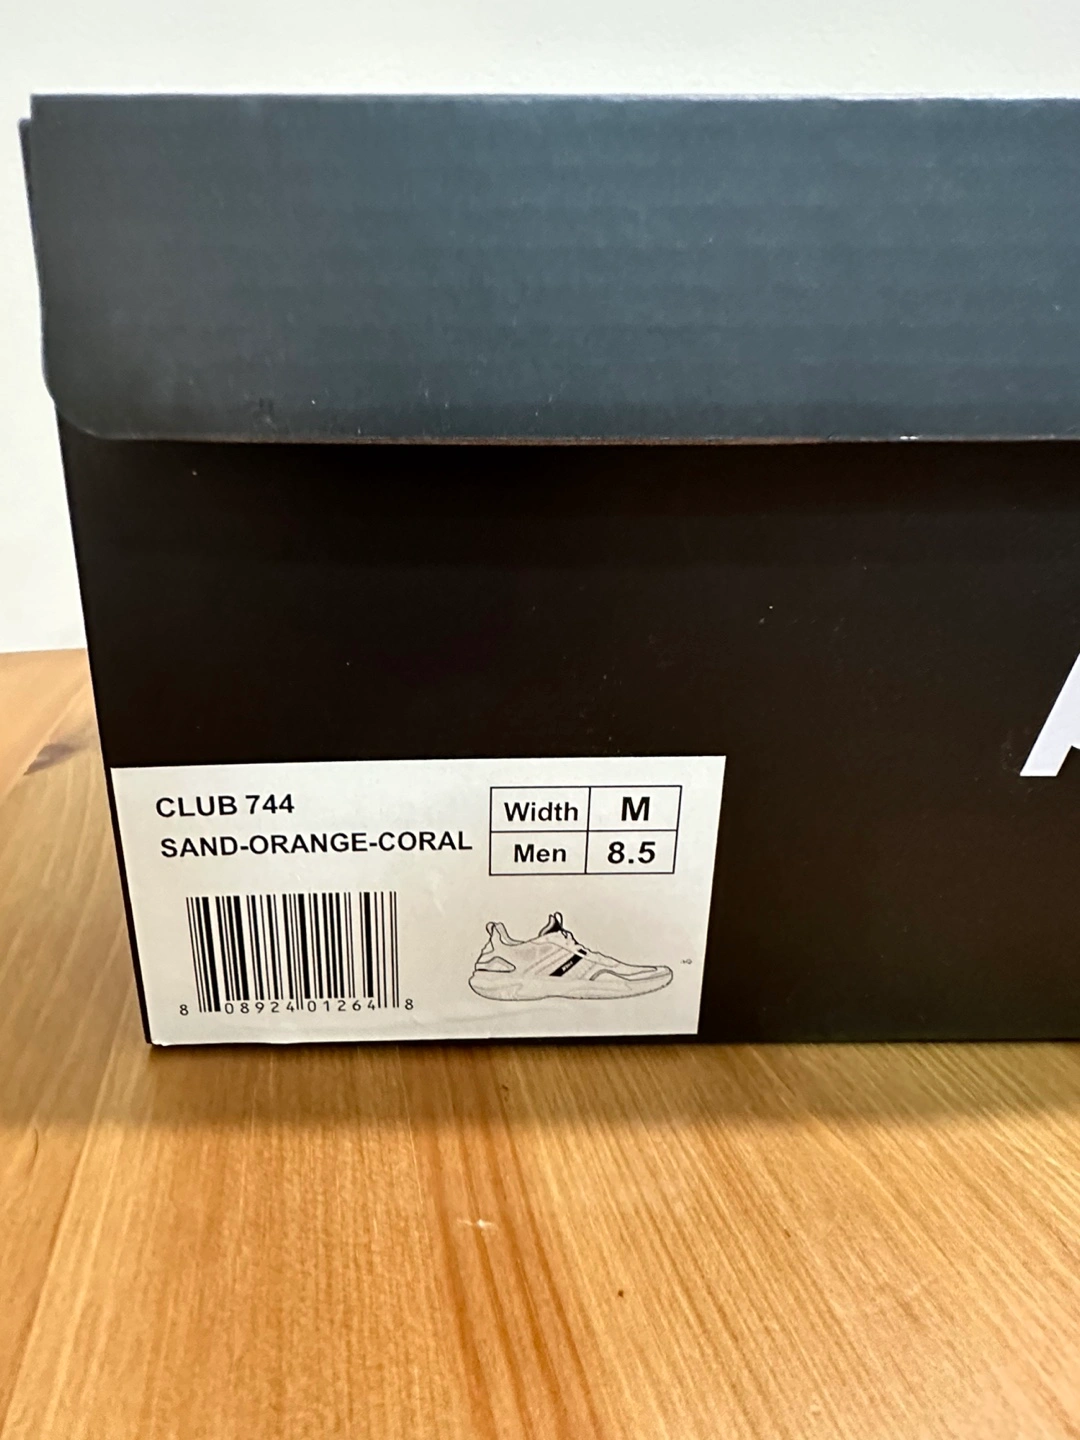 CLUB 744
SAND-ORANGE-CORAL
Width M
Men 8.5
8 08924 01264 8